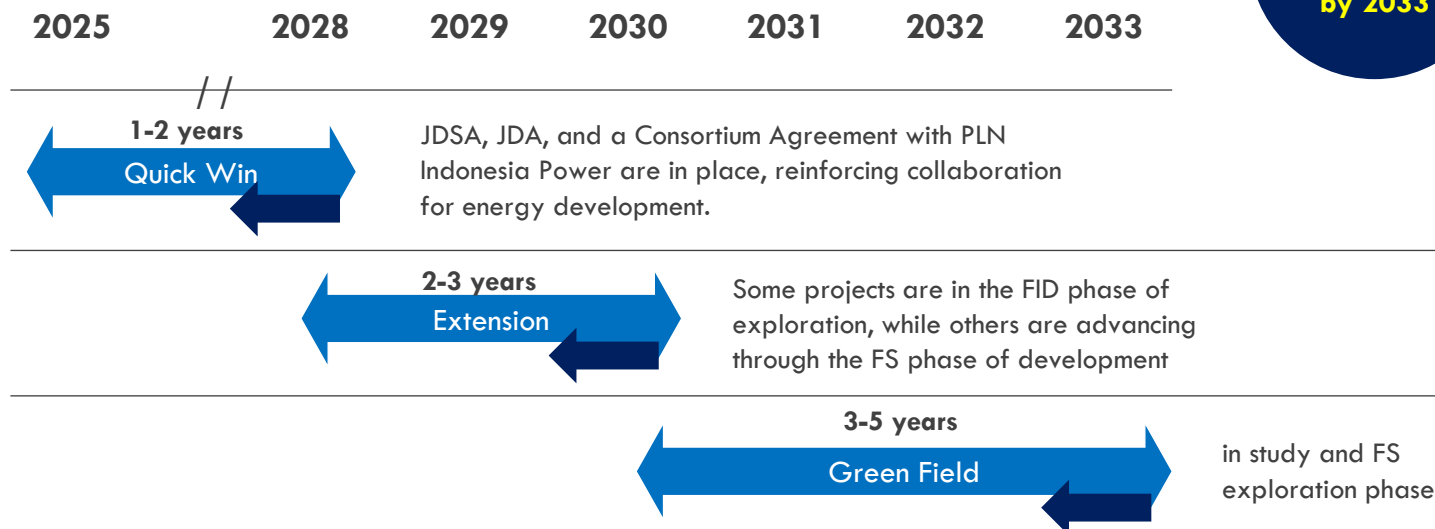 by 2033
2025 2028 2029 2030 2031 2032 2033
1-2 years
Quick Win
JDSA, JDA, and a Consortium Agreement with PLN
Indonesia Power are in place, reinforcing collaboration
for energy development.
2-3 years
Extension
Some projects are in the FID phase of
exploration, while others are advancing
through the FS phase of development
3-5 years
Green Field
in study and FS
exploration phase